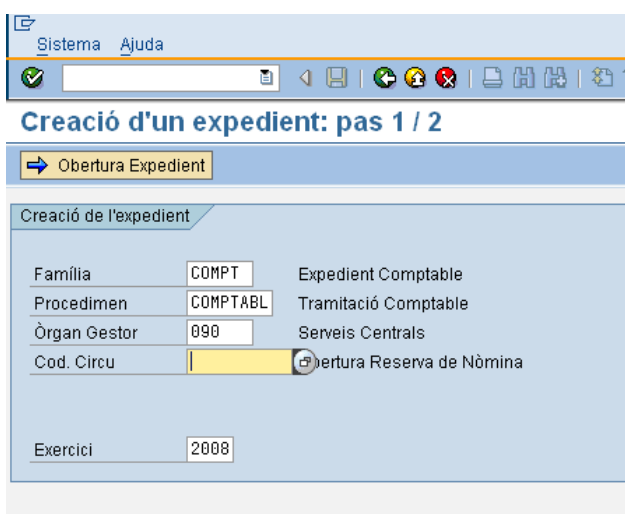 Sistema Ajuda
Creació d'un expedient: pas 1 / 2
Obertura Expedient
Creació de l'expedient
Família COMPT Expedient Comptable
Procedimen COMPTABL Tramitació Comptable
Òrgan Gestor 090 Serveis Centrals
Cod. Circu bertura Reserva de Nòmina
Exercici 2008